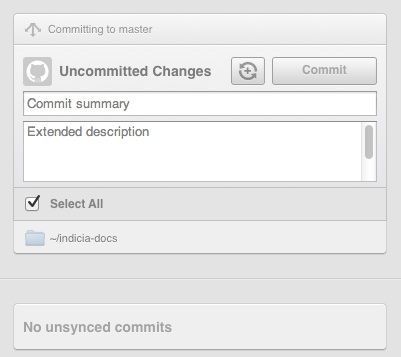 Committing to master
Uncommitted Changes
Commit
Commit summary
Extended description
Select All
~/indicia-docs
No unsynced commits